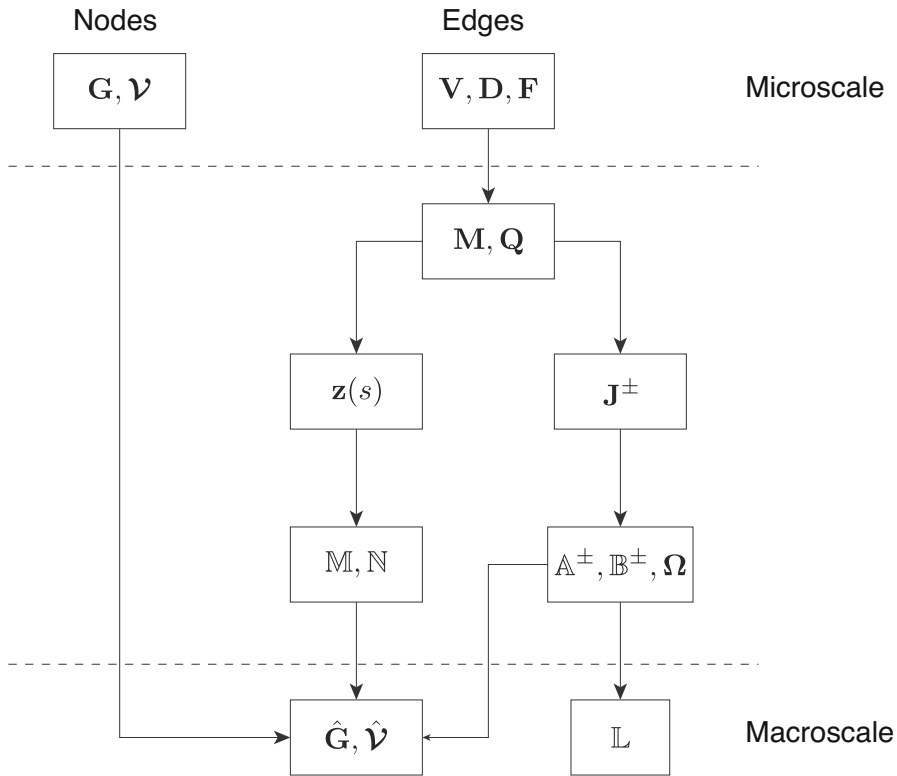 Nodes Edges
𝐆, 𝓥 𝐕, 𝐃, 𝐅 Microscale
𝐌, 𝐐
𝐳(s) 𝐉±
𝕄, ℕ 𝔸±, 𝔹±, 𝛀
𝐆̂, 𝓥̂ 𝕃 Macroscale